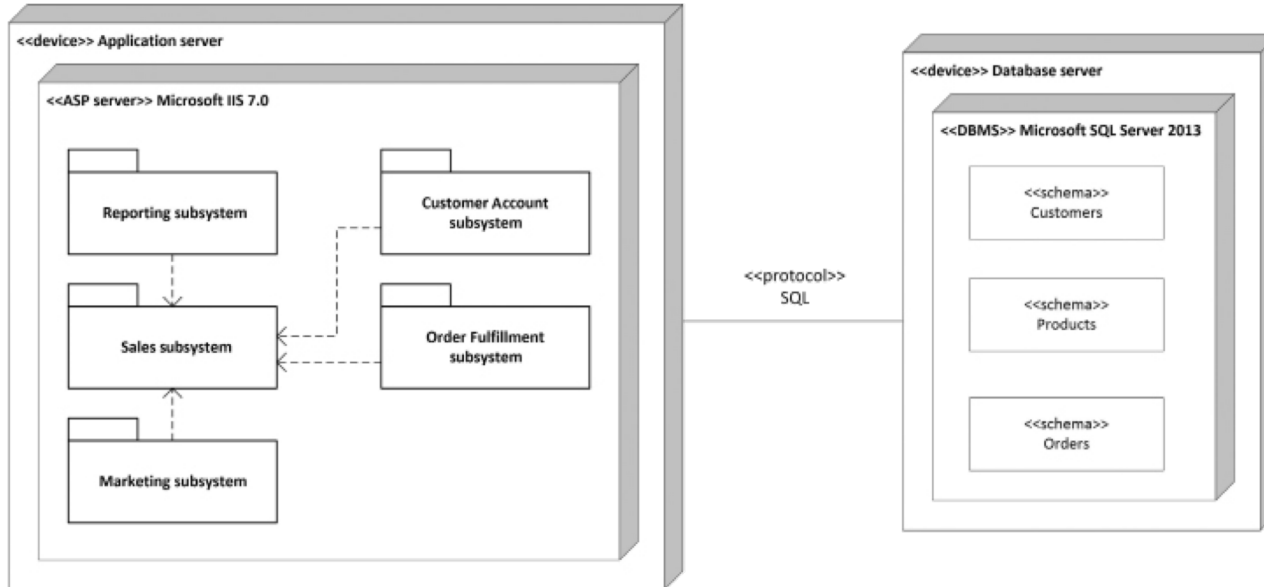 <<device>> Application server
<<ASP server>> Microsoft IIS 7.0
Reporting subsystem
Customer Account
subsystem
Sales subsystem
Order Fulfillment
subsystem
Marketing subsystem
<<protocol>>
SQL
<<device>> Database server
<<DBMS>> Microsoft SQL Server 2013
<<schema>>
Customers
<<schema>>
Products
<<schema>>
Orders